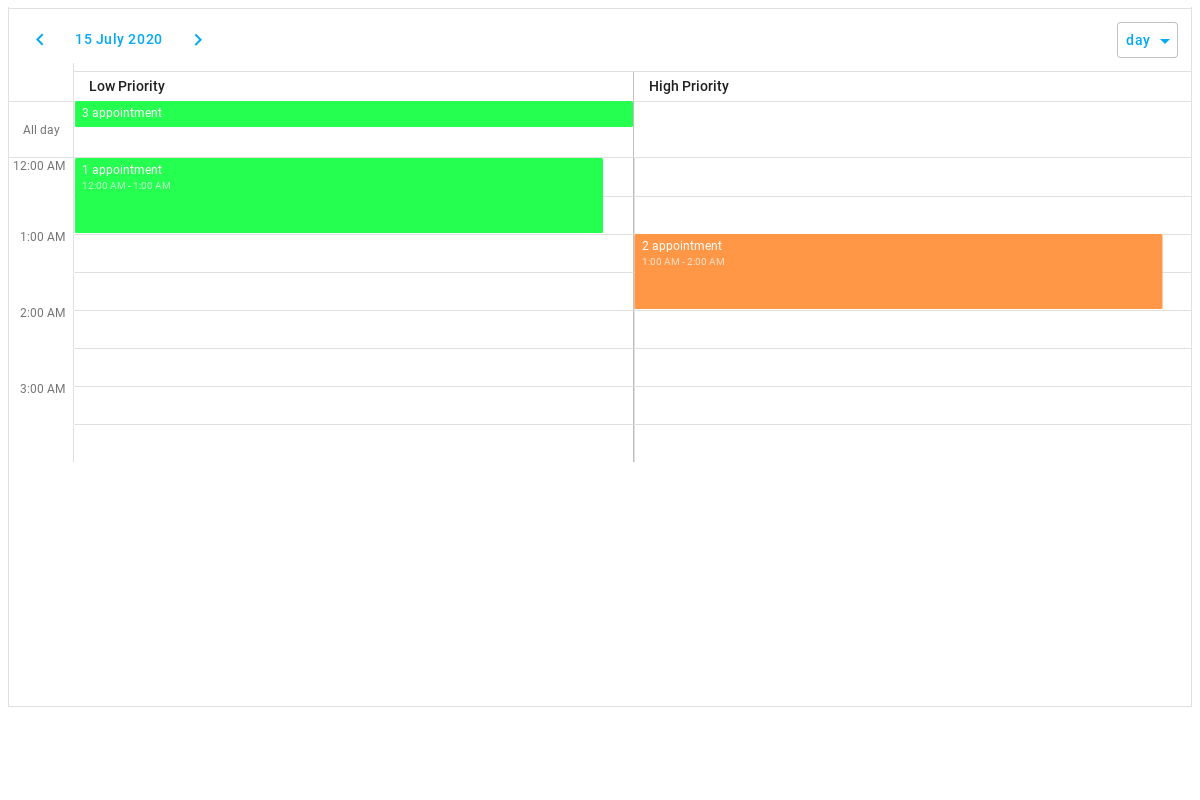 15 July 2020
day
Low Priority
High Priority
All day
3 appointment
12:00 AM
1 appointment
12:00 AM - 1:00 AM
1:00 AM
2 appointment
1:00 AM - 2:00 AM
2:00 AM
3:00 AM